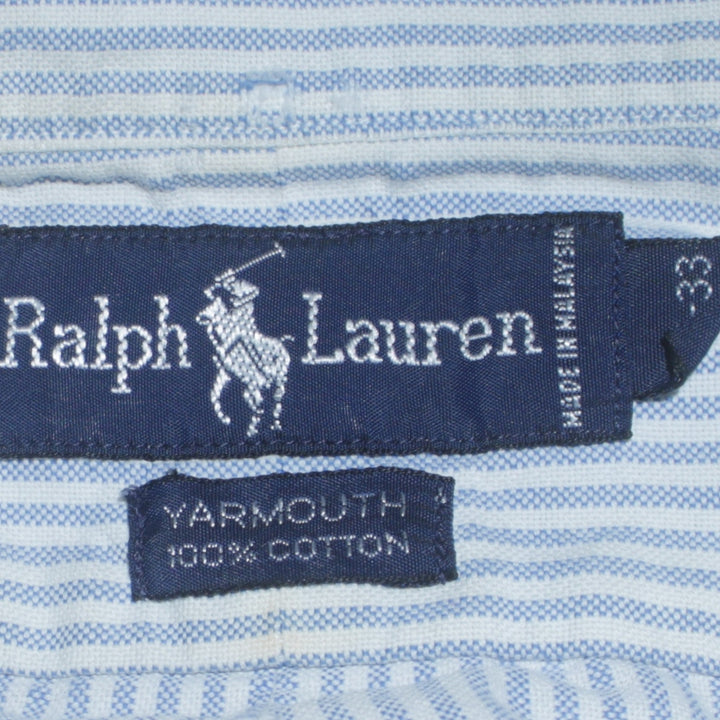 Ralph Lauren
MADE IN MALAYSIA
-33
YARMOUTH
100% COTTON